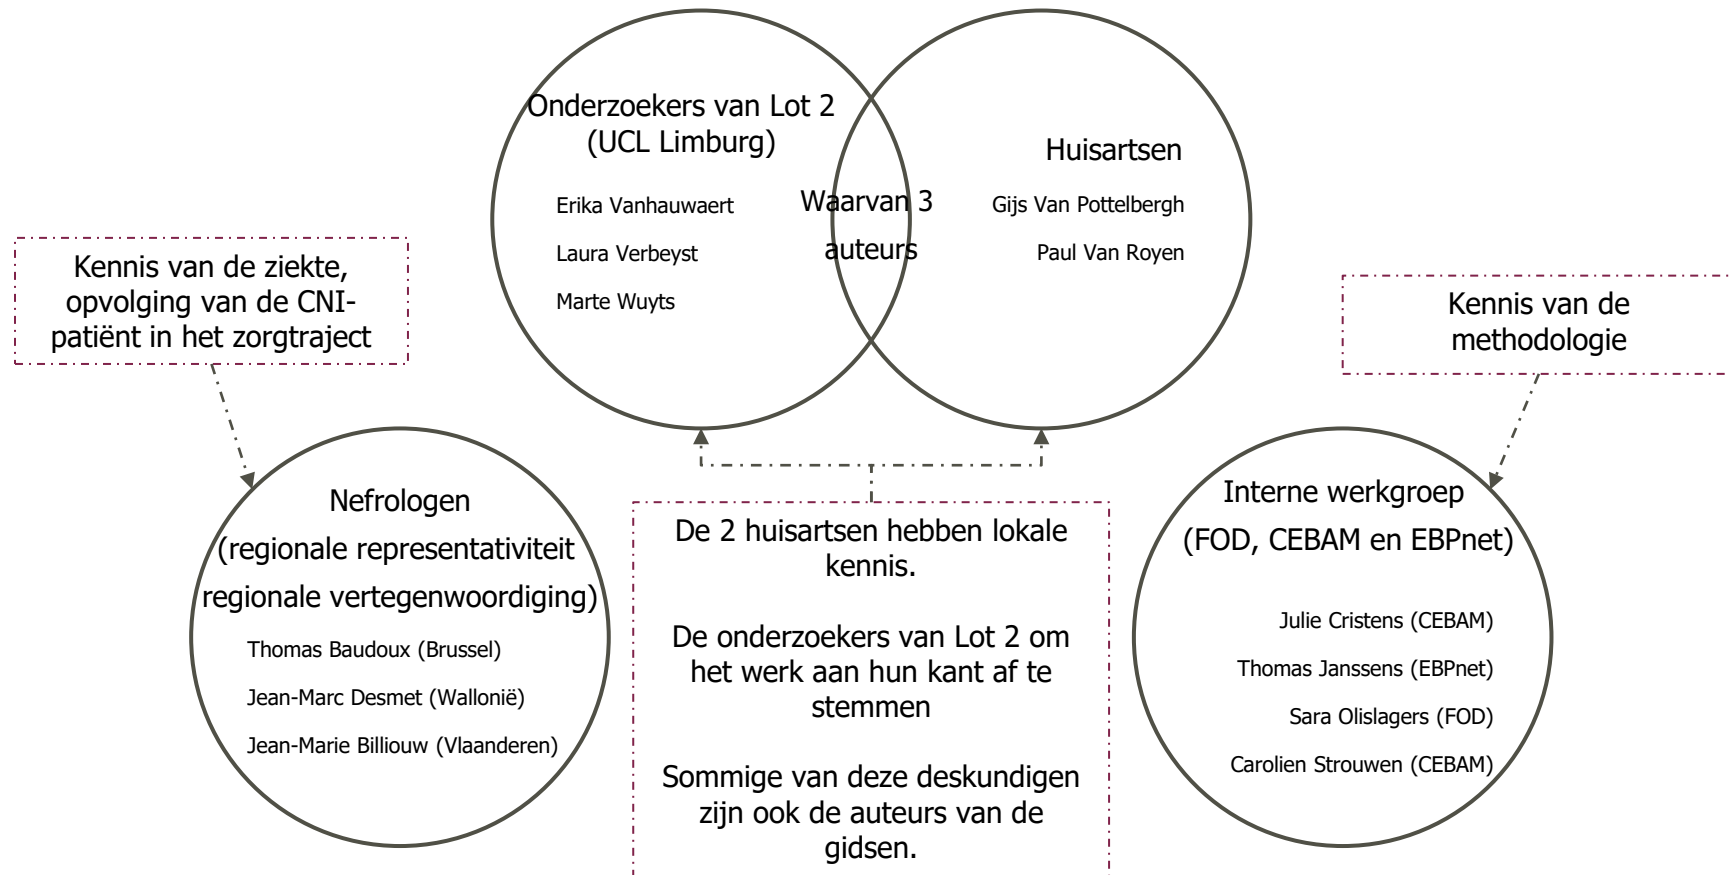 Onderzoekers van Lot 2
(UCL Limburg)
Erika Vanhauwaert
Laura Verbeyst
Marte Wuyts
Waarvan 3
auteurs
Huisartsen
Gijs Van Pottelbergh
Paul Van Royen
Kennis van de ziekte,
opvolging van de CNI-
patiënt in het zorgtraject
Kennis van de
methodologie
Nefrologen
(regionale representativiteit
regionale vertegenwoordiging)
Thomas Baudoux (Brussel)
Jean-Marc Desmet (Wallonië)
Jean-Marie Billiouw (Vlaanderen)
De 2 huisartsen hebben lokale
kennis.
De onderzoekers van Lot 2 om
het werk aan hun kant af te
stemmen
Sommige van deze deskundigen
zijn ook de auteurs van de
gidsen.
Interne werkgroep
(FOD, CEBAM en EBPnet)
Julie Cristens (CEBAM)
Thomas Janssens (EBPnet)
Sara Olislagers (FOD)
Carolien Strouwen (CEBAM)